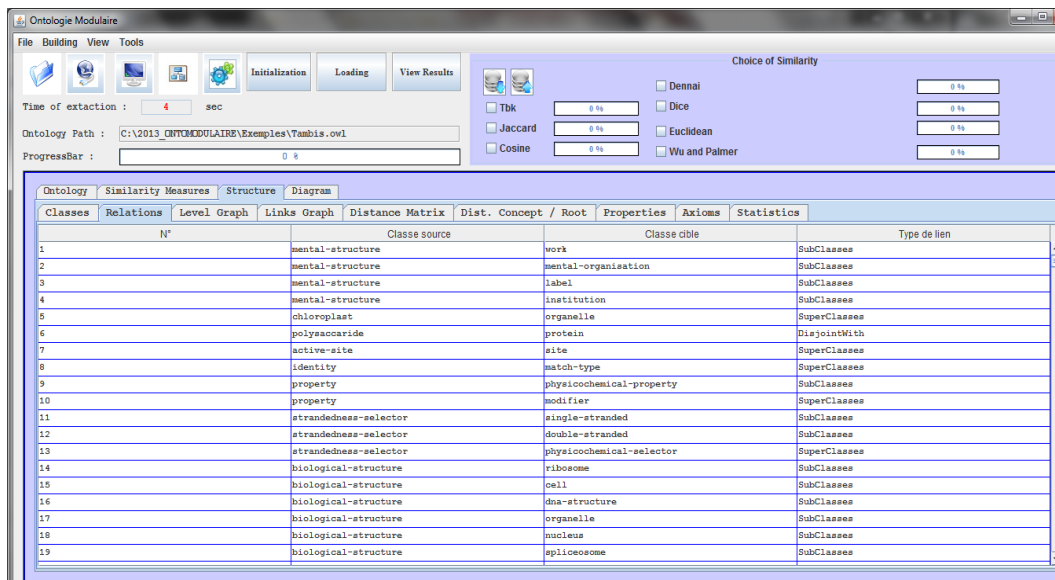 Ontologie Modulaire
File Building View Tools
Initialization Loading View Results
Time of extaction : 4 sec
Ontology Path : C:\2013_ONTOMODULAIRE\Exemples\Tambis.owl
ProgressBar : 0 %
Choice of Similarity
Tbk 0 %
Jaccard 0 %
Cosine 0 %
Dennai 0 %
Dice 0 %
Euclidean 0 %
Wu and Palmer 0 %
Ontology Similarity Measures Structure Diagram
Classes Relations Level Graph Links Graph Distance Matrix Dist. Concept / Root Properties Axioms Statistics
N° Classe source Classe cible Type de lien
1 mental-structure work SubClasses
2 mental-structure mental-organisation SubClasses
3 mental-structure label SubClasses
4 mental-structure institution SubClasses
5 chloroplast organelle SuperClasses
6 polysaccaride protein DisjointWith
7 active-site site SuperClasses
8 identity match-type SuperClasses
9 property physicochemical-property SubClasses
10 property modifier SuperClasses
11 strandedness-selector single-stranded SubClasses
12 strandedness-selector double-stranded SubClasses
13 strandedness-selector physicochemical-selector SuperClasses
14 biological-structure ribosome SubClasses
15 biological-structure cell SubClasses
16 biological-structure dna-structure SubClasses
17 biological-structure organelle SubClasses
18 biological-structure nucleus SubClasses
19 biological-structure spliceosome SubClasses